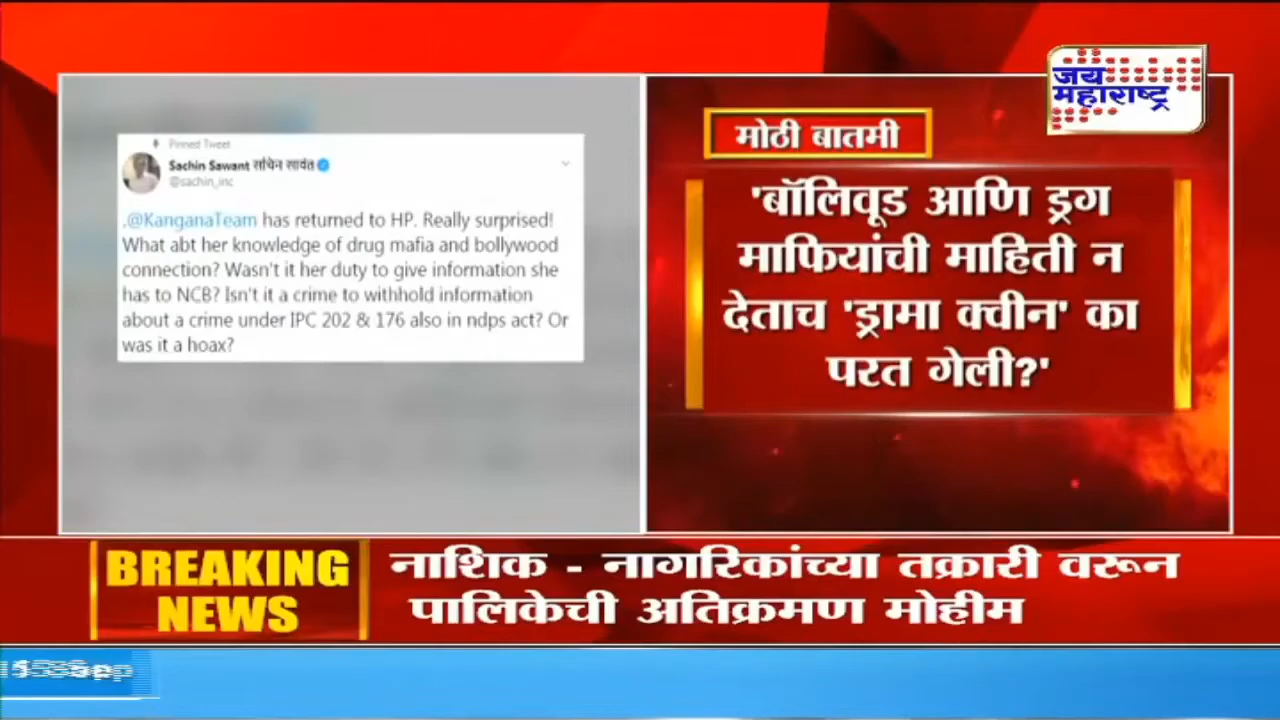 जय
महाराष्ट्र
Pinned Tweet
Sachin Sawant सचिन सावंत
@sachin_inc
.@KanganaTeam has returned to HP. Really surprised!
What abt her knowledge of drug mafia and bollywood
connection? Wasn't it her duty to give information she
has to NCB? Isn't it a crime to withhold information
about a crime under IPC 202 & 176 also in ndps act? Or
was it a hoax?
मोठी बातमी
'बॉलिवूड आणि ड्रग
माफियांची माहिती न
देताच 'ड्रामा क्वीन' का
परत गेली?'
BREAKING
NEWS
नाशिक - नागरिकांच्या तक्रारी वरून
पालिकेची अतिक्रमण मोहीम